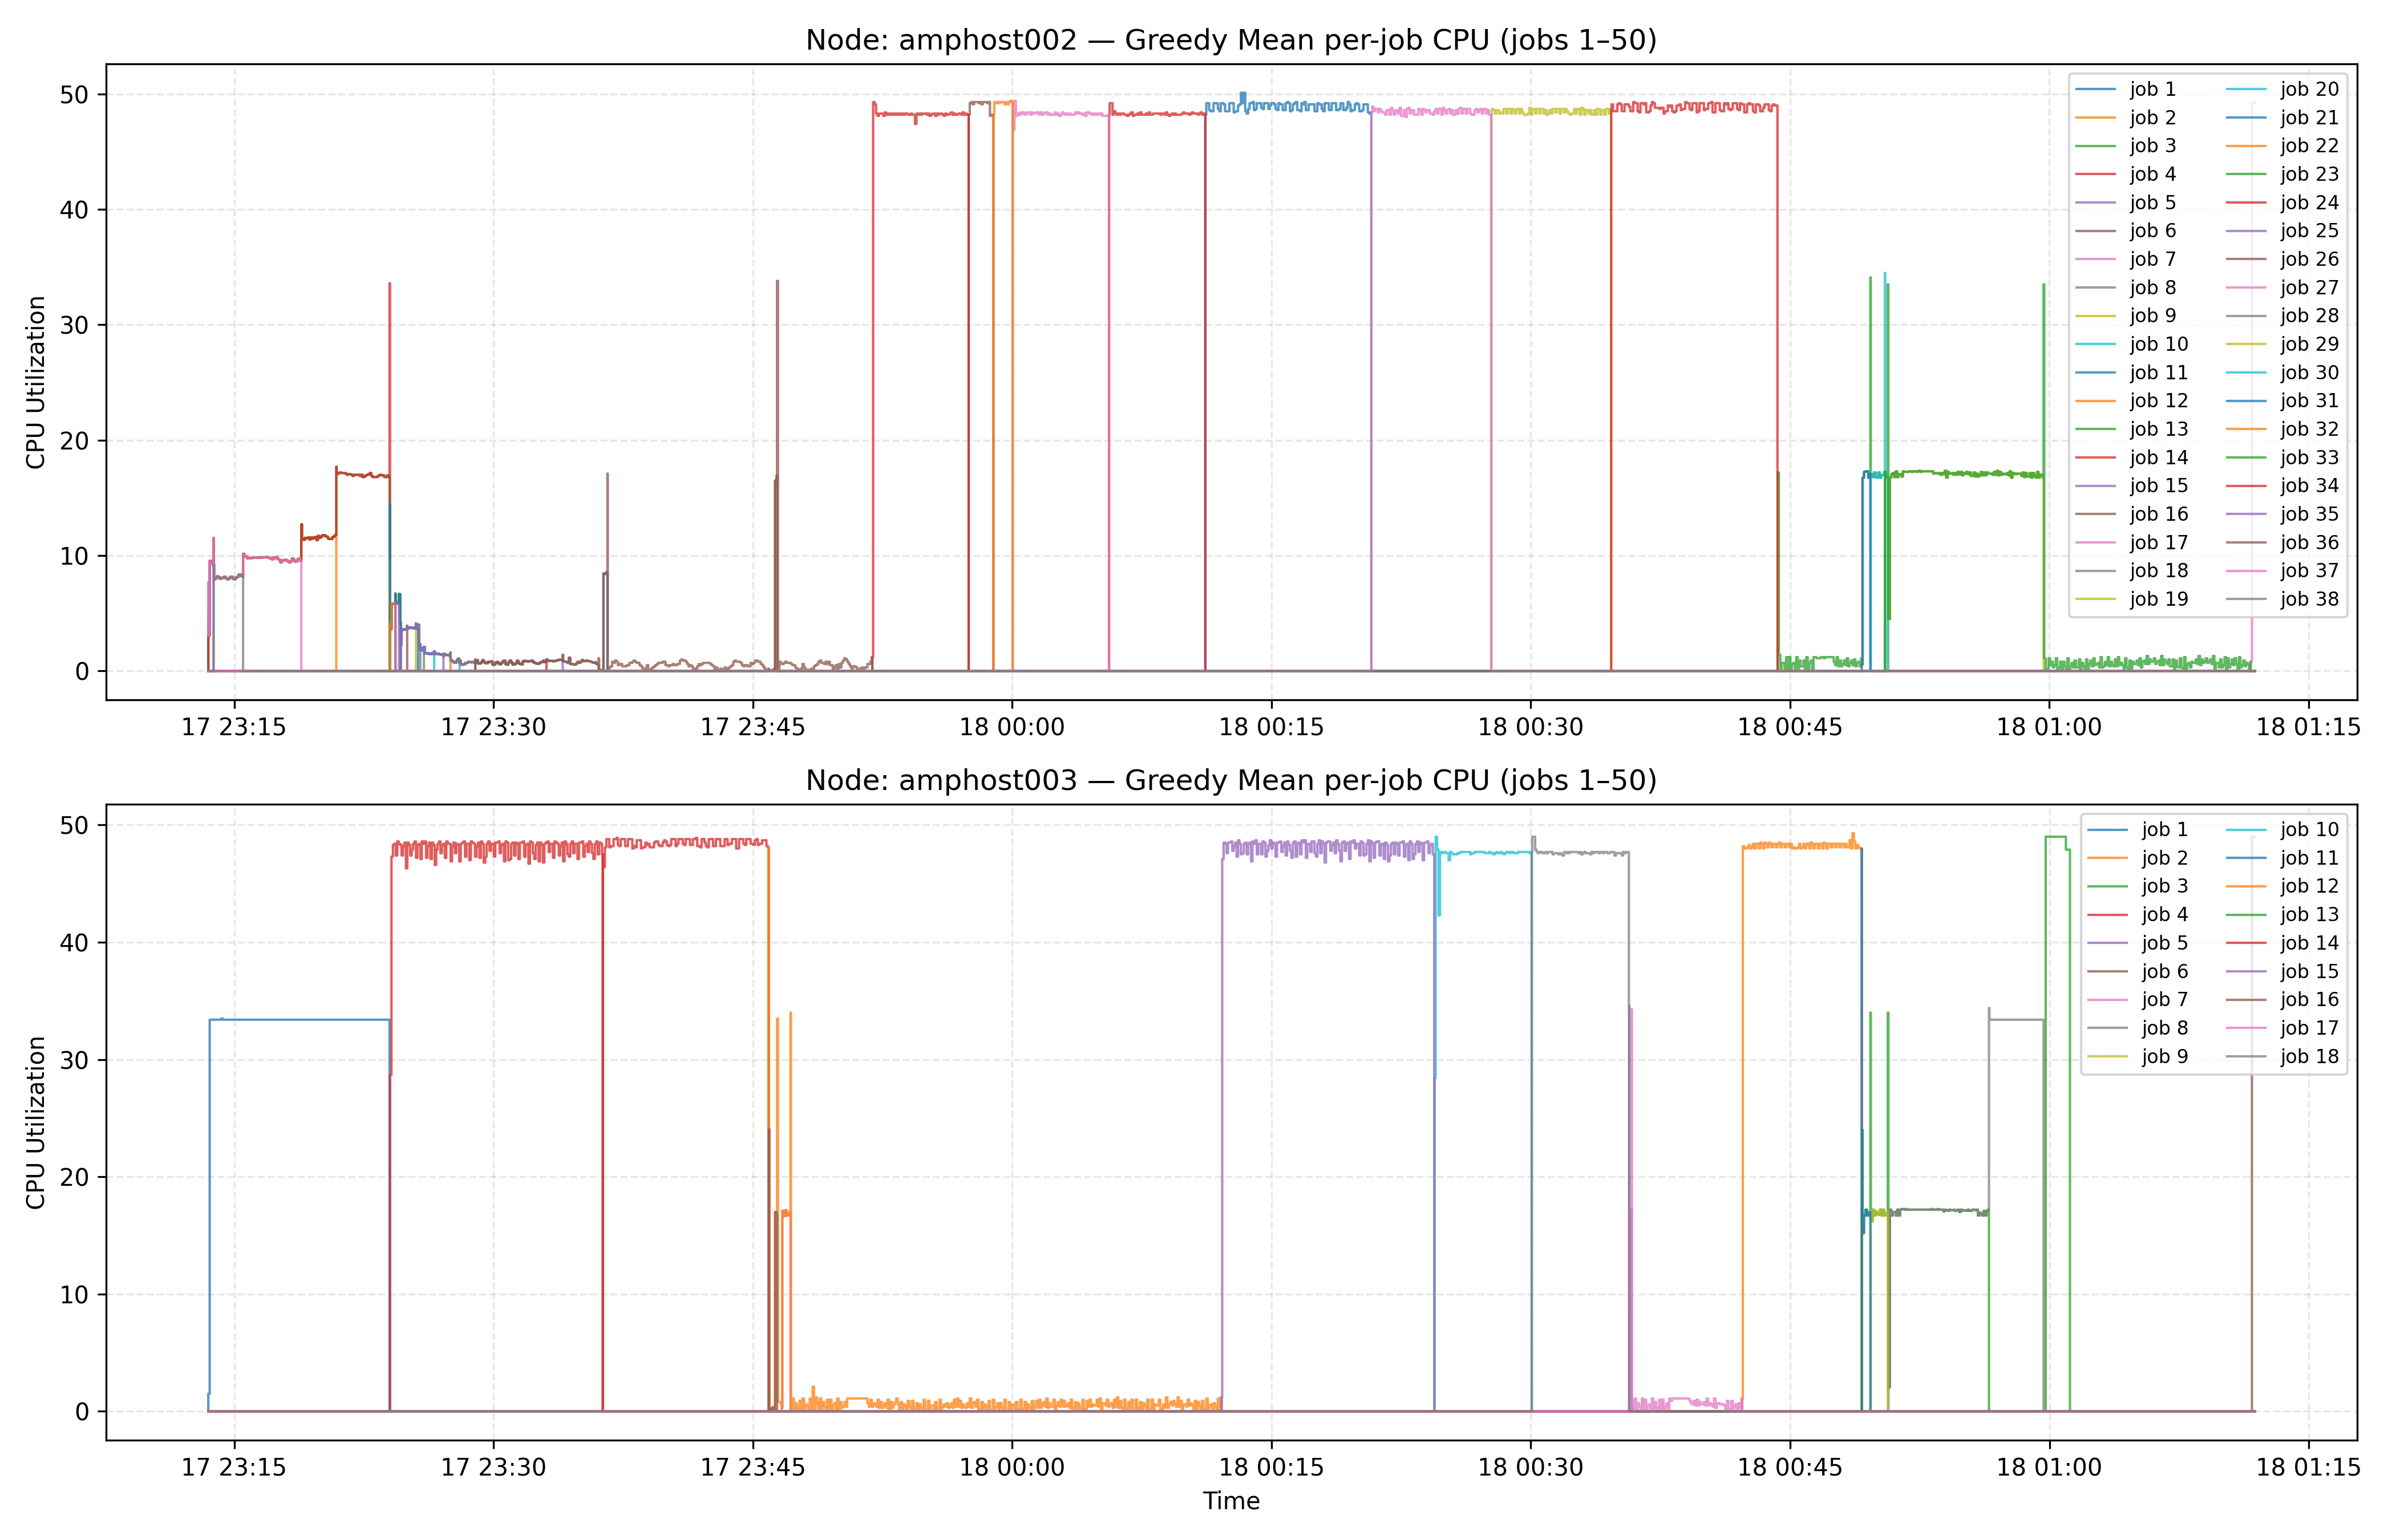 Node: amphost002 — Greedy Mean per-job CPU (jobs 1–50)
CPU Utilization
50
40
30
20
10
0
17 23:15
17 23:30
17 23:45
18 00:00
18 00:15
18 00:30
18 00:45
18 01:00
18 01:15
job 1
job 2
job 3
job 4
job 5
job 6
job 7
job 8
job 9
job 10
job 11
job 12
job 13
job 14
job 15
job 16
job 17
job 18
job 19
job 20
job 21
job 22
job 23
job 24
job 25
job 26
job 27
job 28
job 29
job 30
job 31
job 32
job 33
job 34
job 35
job 36
job 37
job 38
Node: amphost003 — Greedy Mean per-job CPU (jobs 1–50)
CPU Utilization
50
40
30
20
10
0
17 23:15
17 23:30
17 23:45
18 00:00
18 00:15
18 00:30
18 00:45
18 01:00
18 01:15
Time
job 1
job 2
job 3
job 4
job 5
job 6
job 7
job 8
job 9
job 10
job 11
job 12
job 13
job 14
job 15
job 16
job 17
job 18